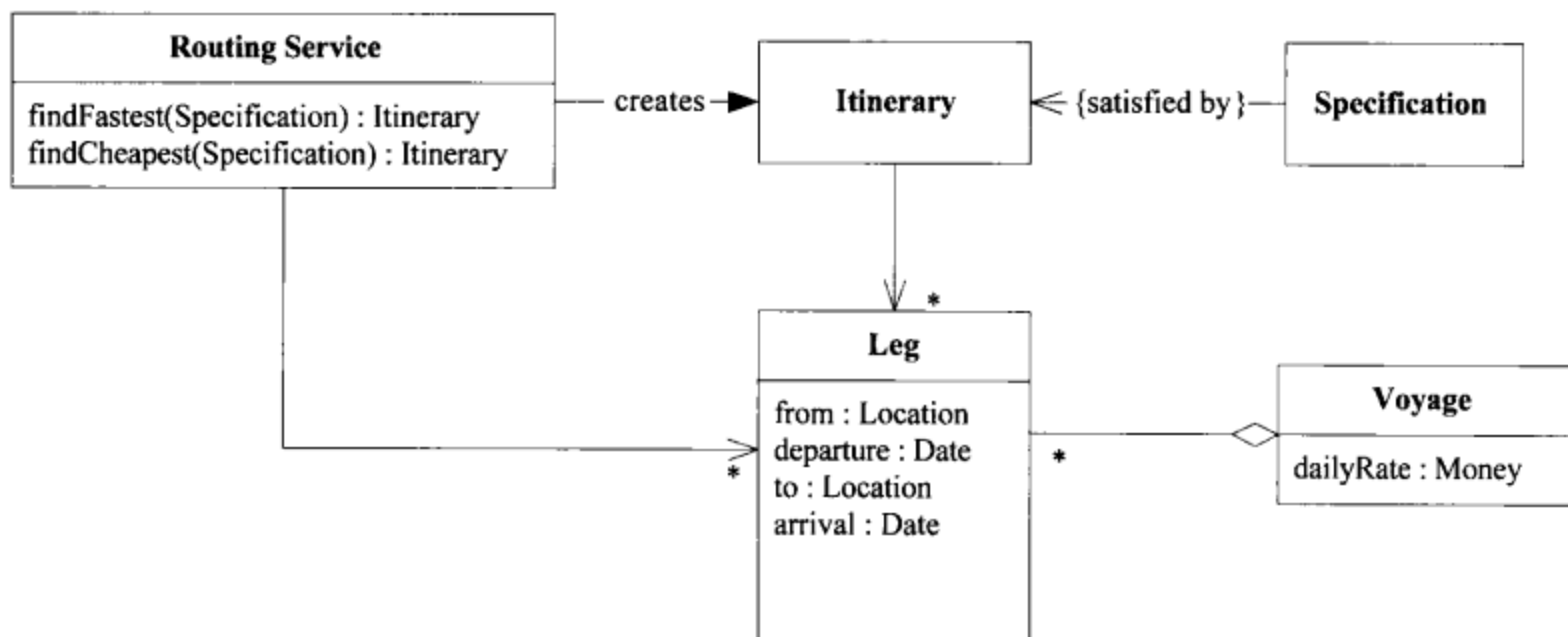 Routing Service
findFastest(Specification) : Itinerary
findCheapest(Specification) : Itinerary
creates
Itinerary
{satisfied by}
Specification
*
Leg
from : Location
departure : Date
to : Location
arrival : Date
*
*
Voyage
dailyRate : Money